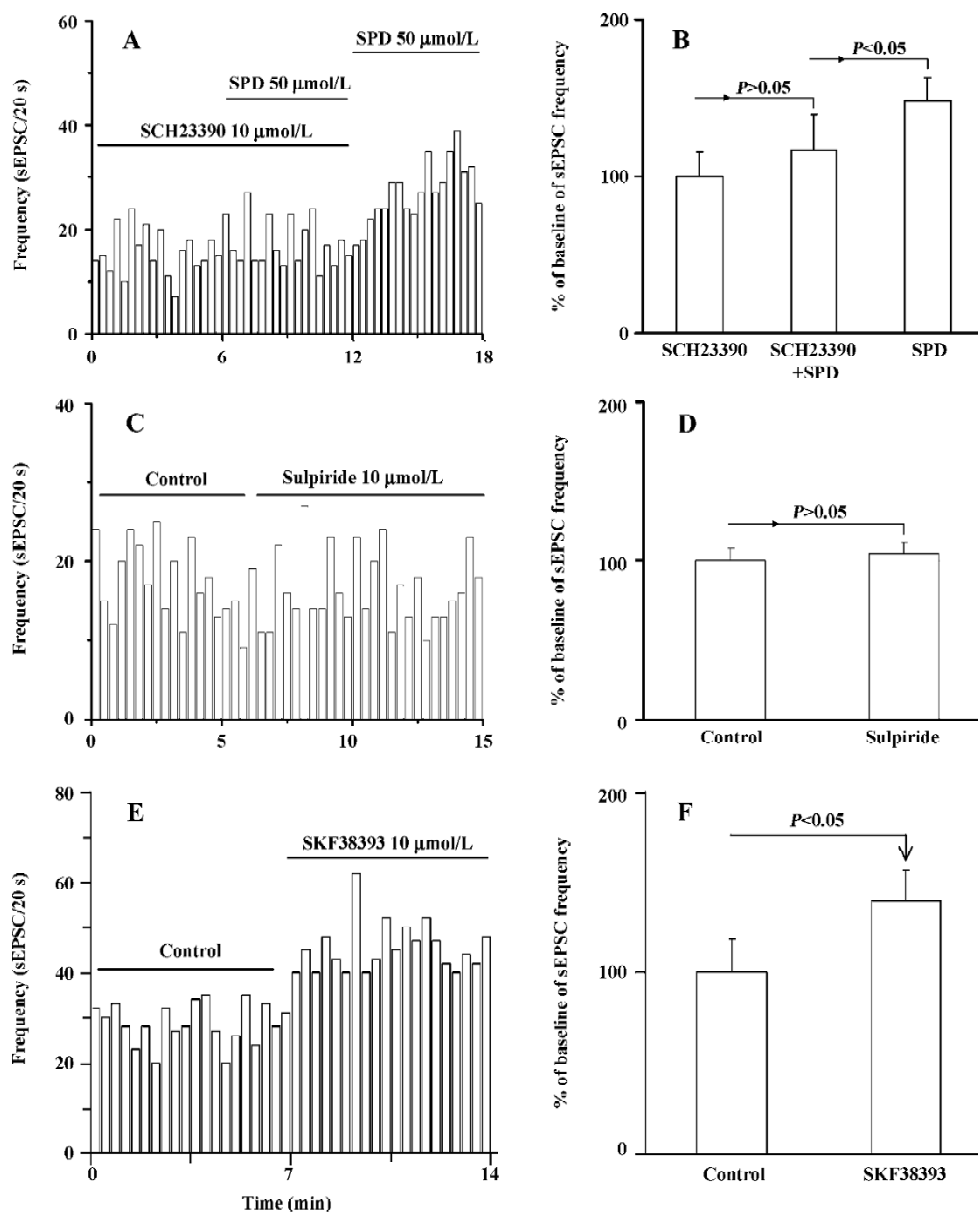 A
60
40
20
0
Frequency (sEPSC/20 s)
SPD 50 μmol/L
SPD 50 μmol/L
SCH23390 10 μmol/L
0 6 12 18
B
200
100
0
% of baseline of sEPSC frequency
P>0.05
P<0.05
SCH23390 SCH23390 SPD
+SPD
C
40
20
0
Frequency (sEPSC/20 s)
Control Sulpiride 10 μmol/L
0 5 10 15
D
200
100
0
% of baseline of sEPSC frequency
P>0.05
Control Sulpiride
E
80
60
40
20
0
Frequency (sEPSC/20 s)
SKF38393 10 μmol/L
Control
0 7 14
Time (min)
F
200
100
0
% of baseline of sEPSC frequency
P<0.05
Control SKF38393